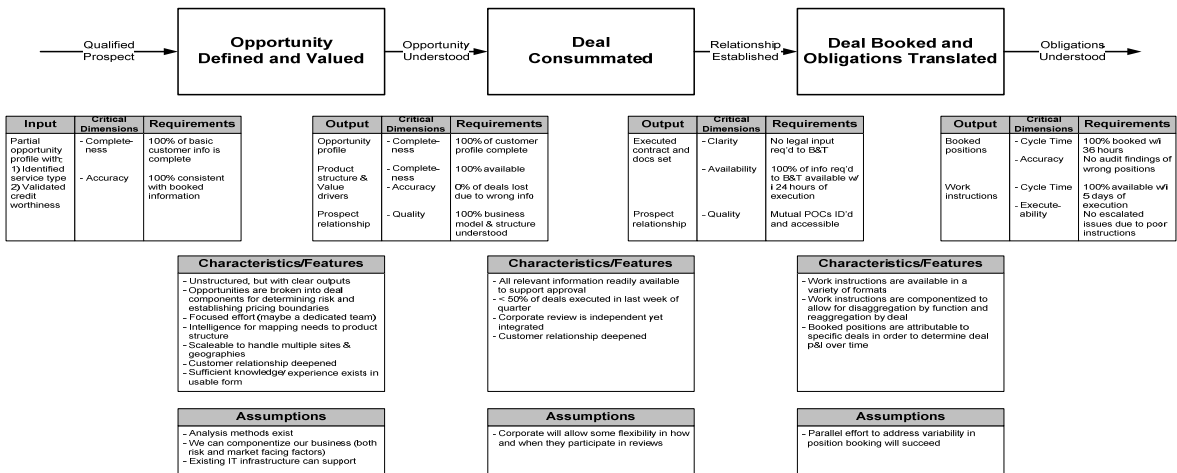 Qualified
Prospect
Opportunity
Defined and Valued
Opportunity
Understood
Deal
Consummated
Relationship
Established
Deal Booked and
Obligations Translated
Obligations
Understood
Input
Critical
Dimensions
Requirements
Partial
opportunity
profile with:
1) Identified
service type
2) Validated
credit
worthiness
- Complete-
ness
- Accuracy
100% of basic
customer info is
complete
100% consistent
with booked
information
Output
Critical
Dimensions
Requirements
Opportunity
profile
Product
structure &
Value
drivers
Prospect
relationship
- Complete-
ness
- Complete-
ness
- Accuracy
- Quality
100% of customer
profile complete
100% available
0% of deals lost
due to wrong info
100% business
model & structure
understood
Output
Critical
Dimensions
Requirements
Executed
contract and
docs set
Prospect
relationship
- Clarity
- Availability
- Quality
No legal input
req'd to B&T
100% of info req'd
to B&T available w/
i 24 hours of
execution
Mutual POCs ID'd
and accessible
Output
Critical
Dimensions
Requirements
Booked
positions
Work
instructions
- Cycle Time
- Accuracy
- Cycle Time
- Execute-
ability
100% booked w/i
36 hours
No audit findings of
wrong positions
100% available w/i
5 days of
execution
No escalated
issues due to poor
instructions
Characteristics/Features
- Unstructured, but with clear outputs
- Opportunities are broken into deal
components for determining risk and
establishing pricing boundaries
- Focused effort (maybe a dedicated team)
- Intelligence for mapping needs to product
structure
- Scaleable to handle multiple sites &
geographies
- Customer relationship deepened
- Sufficient knowledge/experience exists in
usable form
Characteristics/Features
- All relevant information readily available
to support approval
- < 50% of deals executed in last week of
quarter
- Corporate review is independent yet
integrated
- Customer relationship deepened
Characteristics/Features
- Work instructions are available in a
variety of formats
- Work instructions are componentized to
allow for disaggregation by function and
reaggregation by deal
- Booked positions are attributable to
specific deals in order to determine deal
p&l over time
Assumptions
- Analysis methods exist
- We can componentize our business (both
risk and market facing factors)
- Existing IT infrastructure can support
Assumptions
- Corporate will allow some flexibility in how
and when they participate in reviews
Assumptions
- Parallel effort to address variability in
position booking will succeed